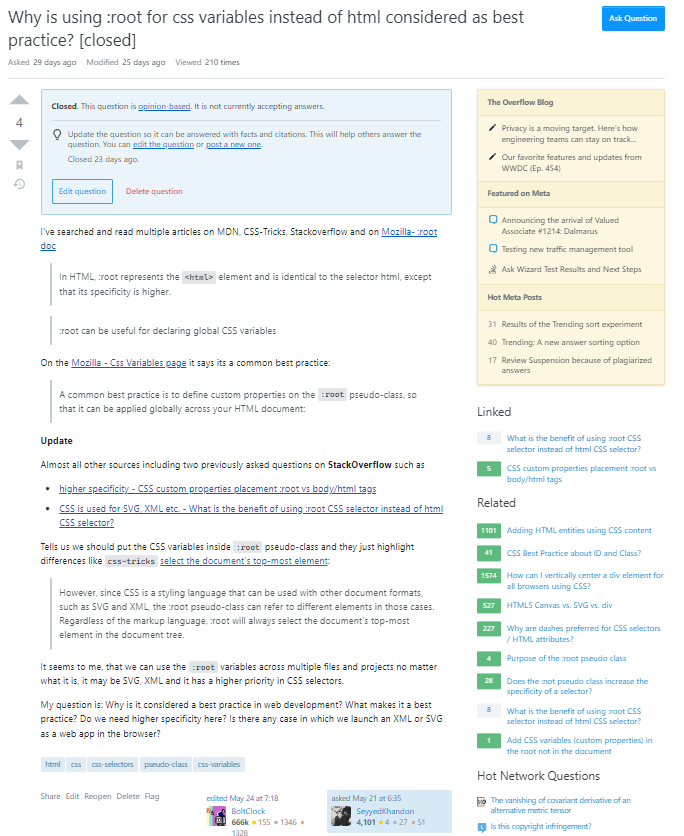 Why is using :root for css variables instead of html considered as best
practice? [closed]
Ask Question
Asked 29 days ago Modified 25 days ago Viewed 210 times
4
Closed. This question is opinion-based. It is not currently accepting answers.
Update the question so it can be answered with facts and citations. This will help others answer the
question. You can edit the question or post a new one.
Closed 23 days ago.
Edit question Delete question
I've searched and read multiple articles on MDN, CSS-Tricks, Stackoverflow and on Mozilla- :root
doc
In HTML, :root represents the <html> element and is identical to the selector html, except
that its specificity is higher.
:root can be useful for declaring global CSS variables
On the Mozilla - Css Variables page it says its a common best practice:
A common best practice is to define custom properties on the :root pseudo-class, so
that it can be applied globally across your HTML document:
Update
Almost all other sources including two previously asked questions on StackOverflow such as
• higher specificity - CSS custom properties placement :root vs body/html tags
• CSS is used for SVG, XML etc. - What is the benefit of using :root CSS selector instead of html
CSS selector?
Tells us we should put the CSS variables inside :root pseudo-class and they just highlight
differences like css-tricks select the document's top-most element:
However, since CSS is a styling language that can be used with other document formats,
such as SVG and XML, the :root pseudo-class can refer to different elements in those cases.
Regardless of the markup language, :root will always select the document's top-most
element in the document tree.
It seems to me, that we can use the :root variables across multiple files and projects no matter
what it is, it may be SVG, XML and it has a higher priority in CSS selectors.
My question is: Why is it considered a best practice in web development? What makes it a best
practice? Do we need higher specificity here? Is there any case in which we launch an XML or SVG
as a web app in the browser?
html css css-selectors pseudo-class css-variables
Share Edit Reopen Delete Flag
edited May 24 at 7:18
BoltClock
666k 155 1346
1328
asked May 21 at 6:35
SeyyedKhandon
4,101 4 27 51
The Overflow Blog
Privacy is a moving target. Here's how
engineering teams can stay on track...
Our favorite features and updates from
WWDC (Ep. 454)
Featured on Meta
Announcing the arrival of Valued
Associate #1214: Dalmarus
Testing new traffic management tool
Ask Wizard Test Results and Next Steps
Hot Meta Posts
31 Results of the Trending sort experiment
40 Trending: A new answer sorting option
17 Review Suspension because of plagiarized
answers
Linked
8 What is the benefit of using :root CSS
selector instead of html CSS selector?
5 CSS custom properties placement :root vs
body/html tags
Related
1101 Adding HTML entities using CSS content
41 CSS Best Practice about ID and Class?
1574 How can I vertically center a div element for
all browsers using CSS?
527 HTML5 Canvas vs. SVG vs. div
227 Why are dashes preferred for CSS selectors
/ HTML attributes?
4 Purpose of the :root pseudo class
28 Does the :not pseudo class increase the
specificity of a selector?
8 What is the benefit of using :root CSS
selector instead of html CSS selector?
1 Add CSS variables (custom properties) in
the root not in the document
Hot Network Questions
The vanishing of covariant derivative of an
alternative metric tensor
Is this copyright infringement?